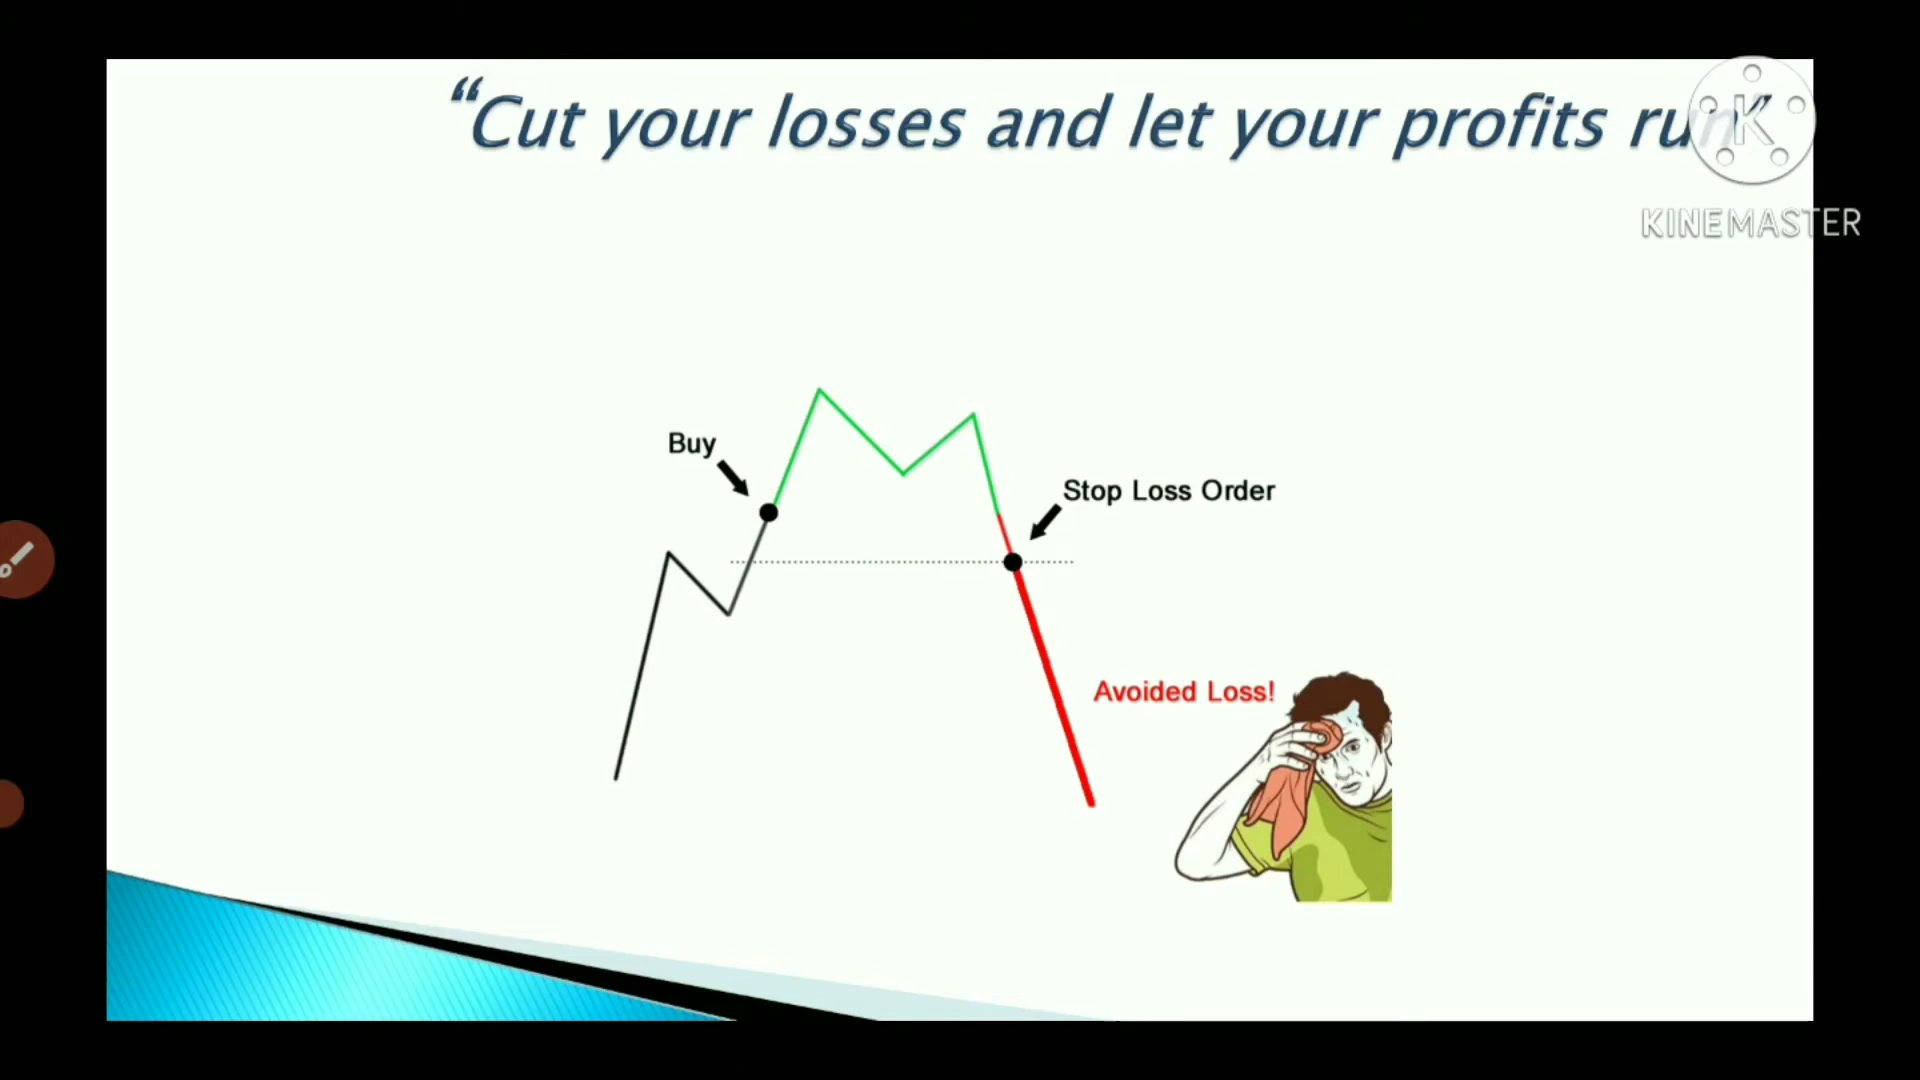 “Cut your losses and let your profits run”
KINEMASTER
Buy
Stop Loss Order
Avoided Loss!